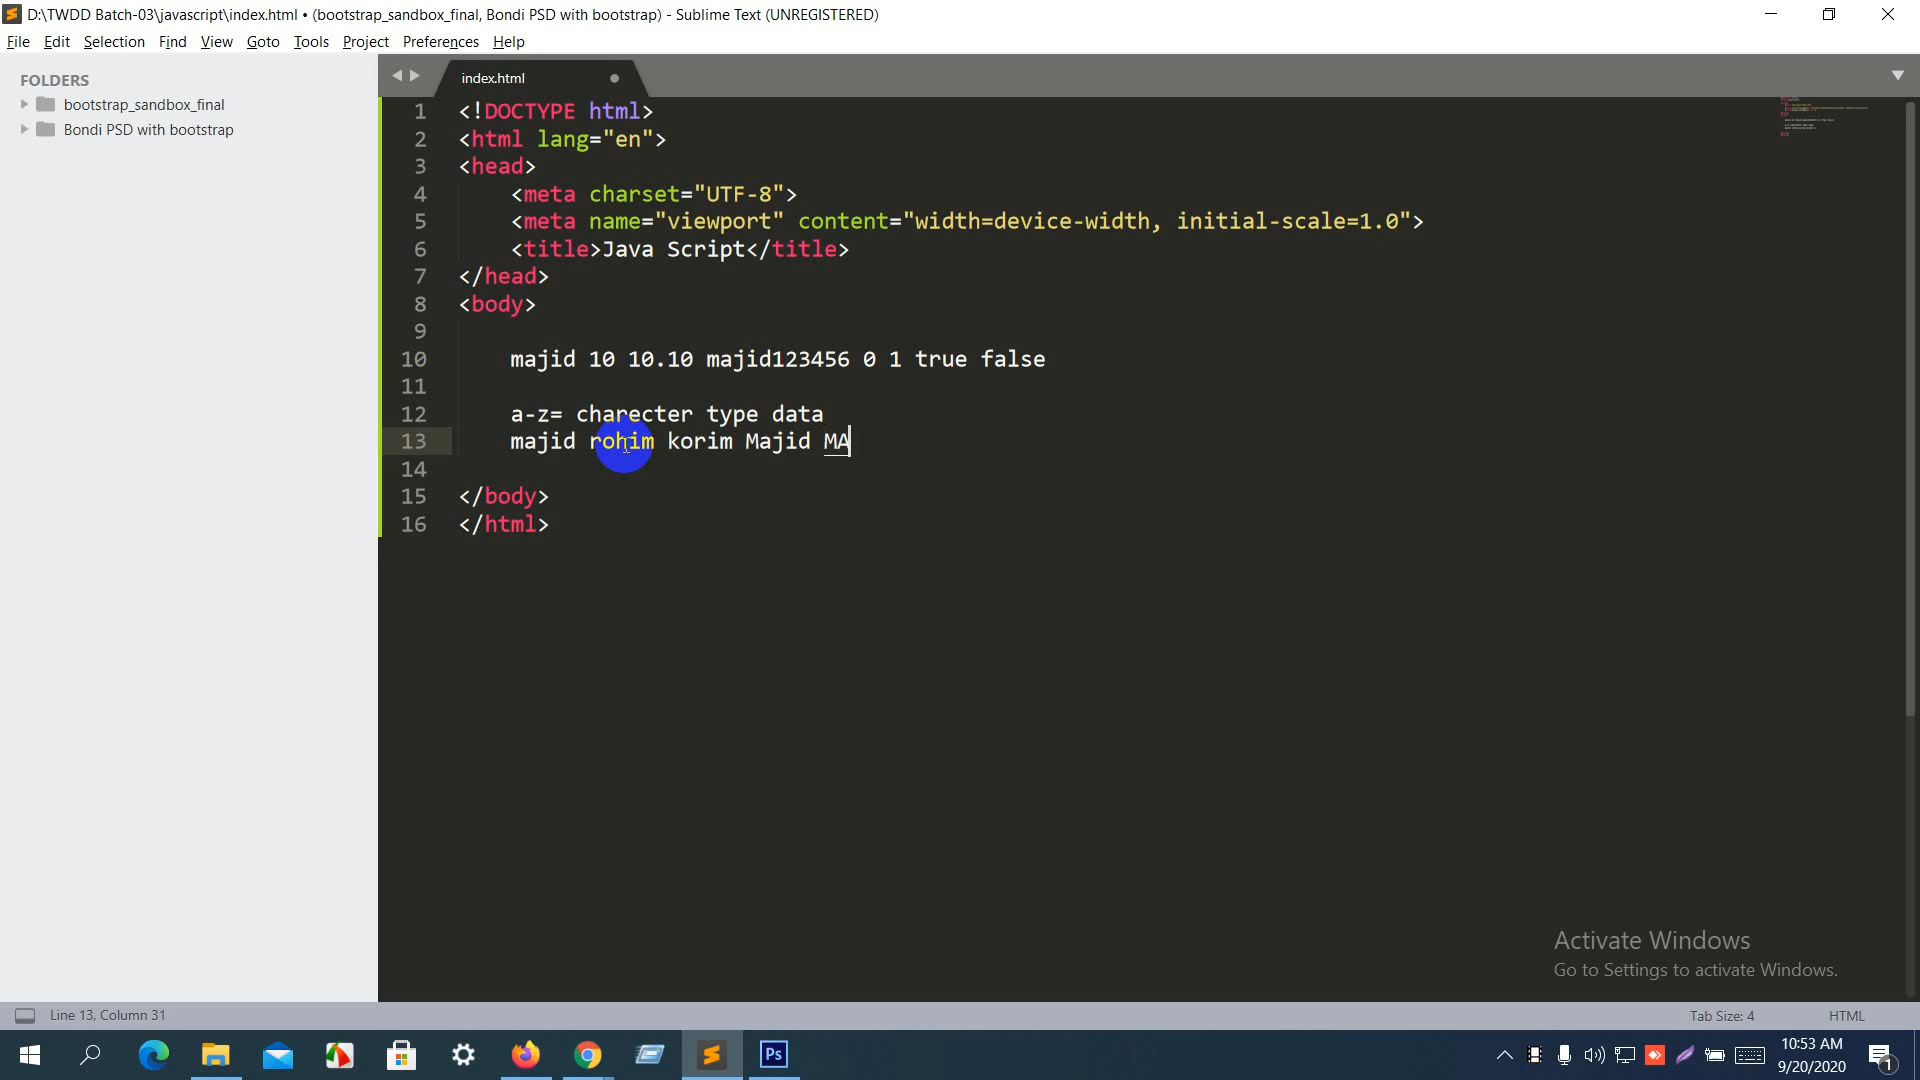 D:\TWDD Batch-03\javascript\index.html • (bootstrap_sandbox_final, Bondi PSD with bootstrap) - Sublime Text (UNREGISTERED)
File Edit Selection Find View Goto Tools Project Preferences Help
FOLDERS
bootstrap_sandbox_final
Bondi PSD with bootstrap
index.html
1 <!DOCTYPE html>
2 <html lang="en">
3 <head>
4 <meta charset="UTF-8">
5 <meta name="viewport" content="width=device-width, initial-scale=1.0">
6 <title>Java Script</title>
7 </head>
8 <body>
9
10 majid 10 10.10 majid123456 0 1 true false
11
12 a-z= charecter type data
13 majid rohim korim Majid MA
14
15 </body>
16 </html>
Activate Windows
Go to Settings to activate Windows.
Line 13, Column 31
Tab Size: 4
HTML
Ps
10:53 AM
9/20/2020
1